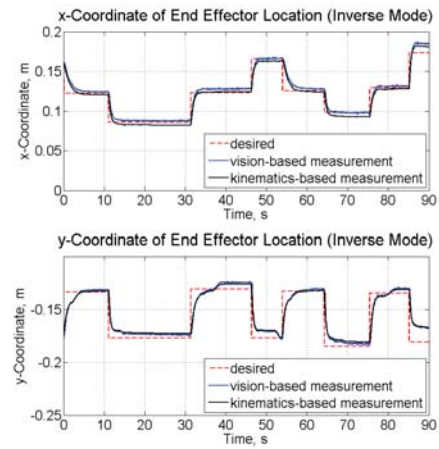 x-Coordinate of End Effector Location (Inverse Mode)
x-Coordinate, m
0.2
0.15
0.1
0.05
0
desired
vision-based measurement
kinematics-based measurement
0 10 20 30 40 50 60 70 80 90
Time, s
y-Coordinate of End Effector Location (Inverse Mode)
y-Coordinate, m
-0.15
-0.2
-0.25
desired
vision-based measurement
kinematics-based measurement
0 10 20 30 40 50 60 70 80 90
Time, s